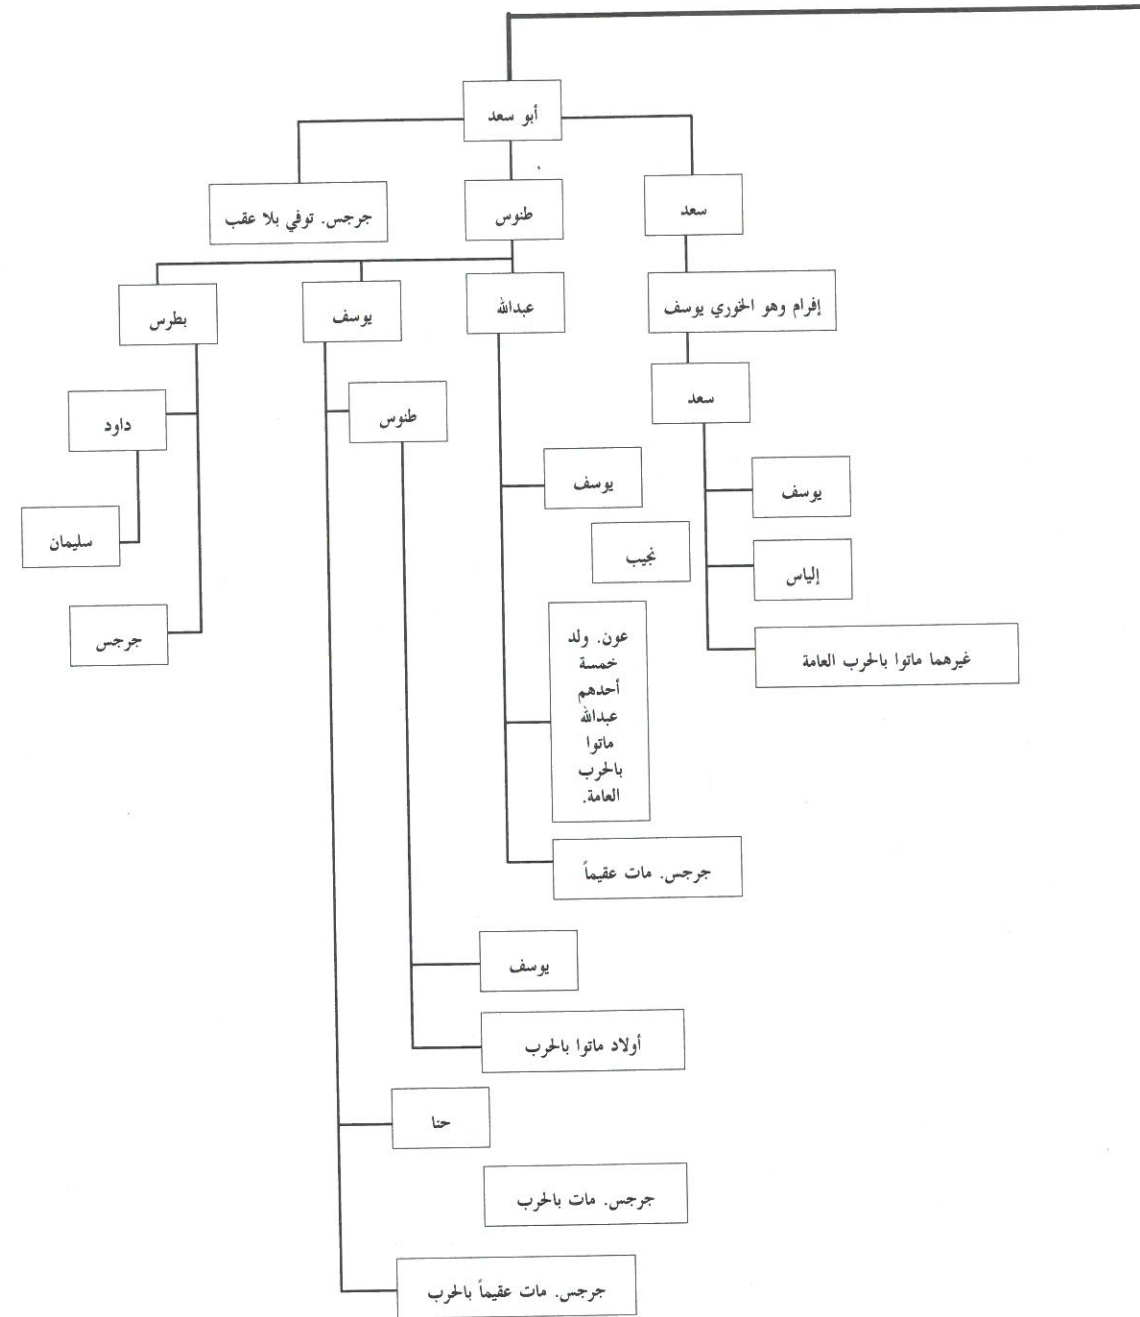 أبو سعد
سعد
طنوس
جرجس. توفي بلا عقب
إفرام وهو الخوري يوسف
عبدالله
يوسف
بطرس
سعد
طنوس
داود
يوسف
يوسف
سليمان
نجيب
إلياس
جرجس
غيرهما ماتوا بالحرب العامة
عون. ولد
خمسة
أحدهم
عبدالله
ماتوا
بالحرب
العامة.
جرجس. مات عقيماً
يوسف
أولاد ماتوا بالحرب
حنا
جرجس. مات بالحرب
جرجس. مات عقيماً بالحرب